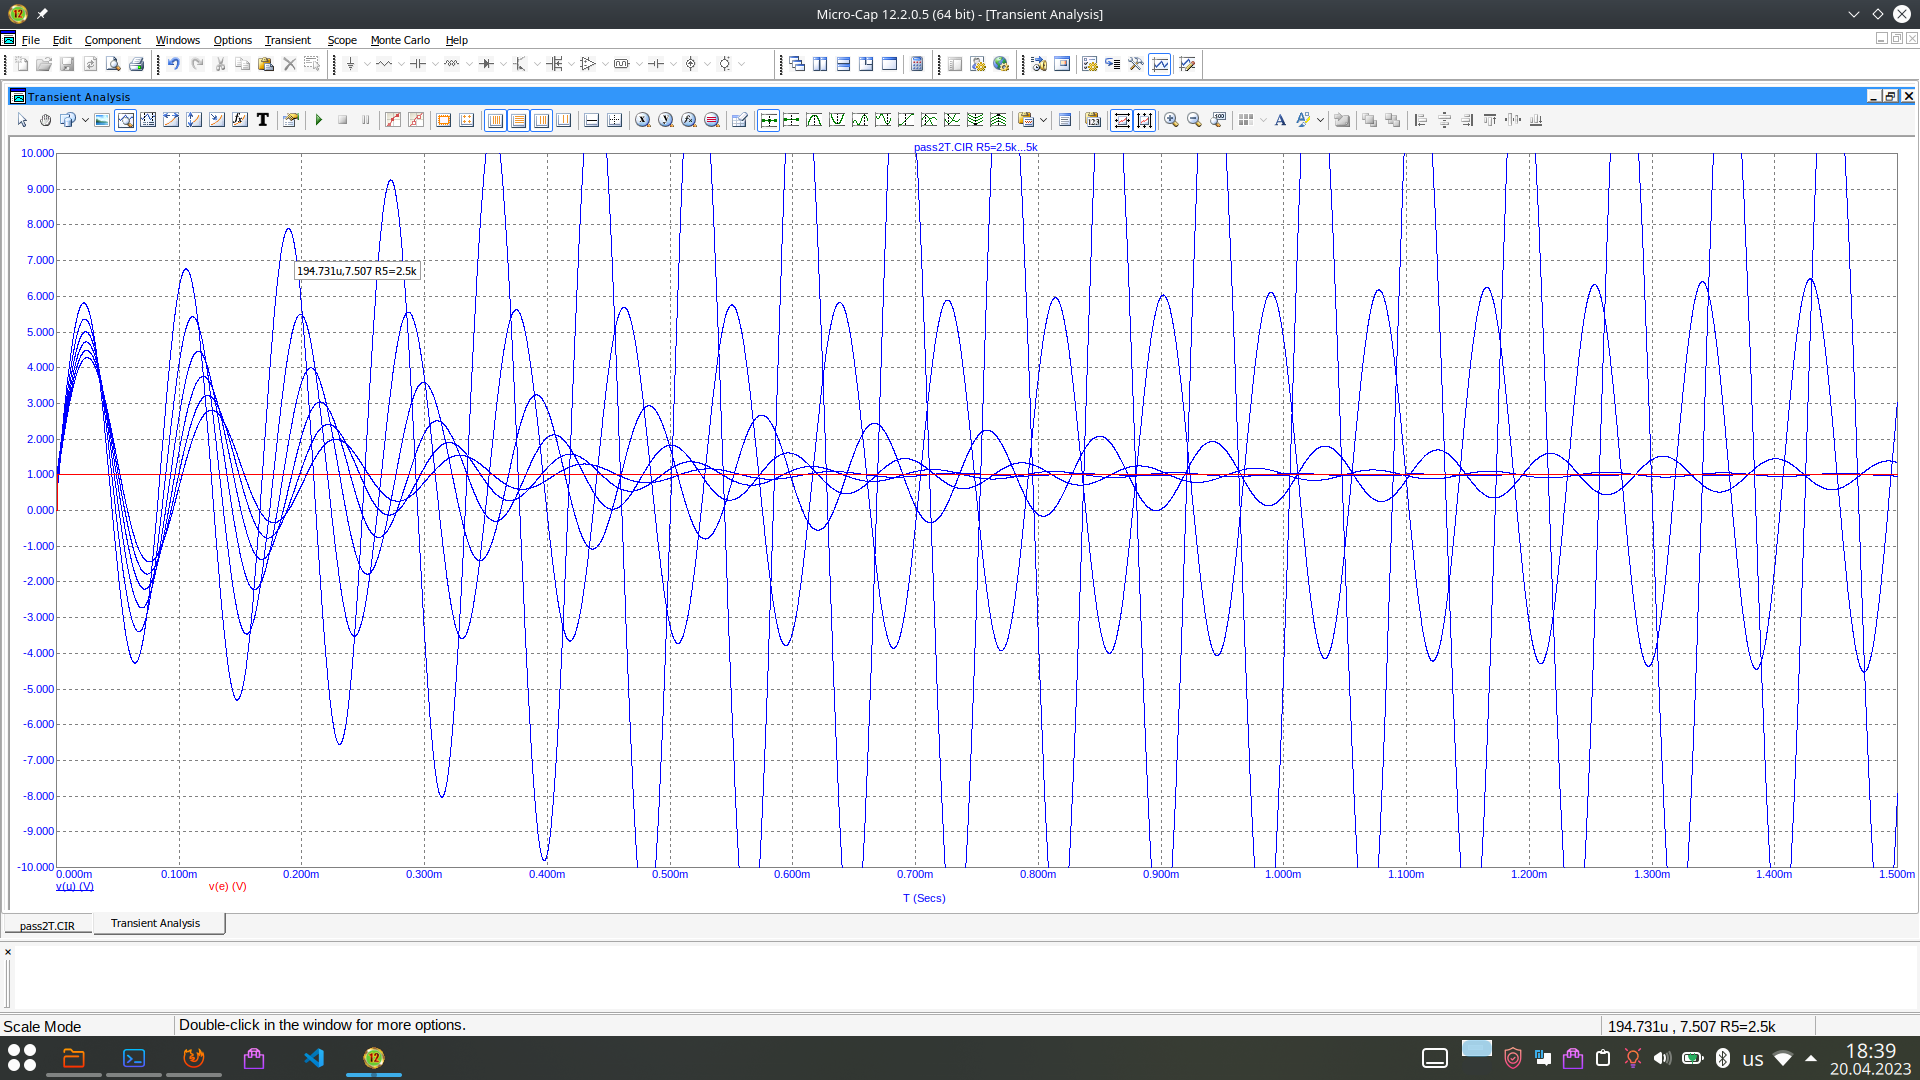 12
Micro-Cap 12.2.0.5 (64 bit) - [Transient Analysis]
File Edit Component Windows Options Transient Scope Monte Carlo Help
Transient Analysis
pass2T.CIR R5=2.5k...5k
10.000
9.000
8.000
7.000
194.731u,7.507 R5=2.5k
6.000
5.000
4.000
3.000
2.000
1.000
0.000
-1.000
-2.000
-3.000
-4.000
-5.000
-6.000
-7.000
-8.000
-9.000
-10.000
0.000m 0.100m 0.200m 0.300m 0.400m 0.500m 0.600m 0.700m 0.800m 0.900m 1.000m 1.100m 1.200m 1.300m 1.400m 1.500m
v(u) (V) v(e) (V)
T (Secs)
pass2T.CIR Transient Analysis
Scale Mode Double-click in the window for more options. 194.731u , 7.507 R5=2.5k
12 us 18:39
20.04.2023